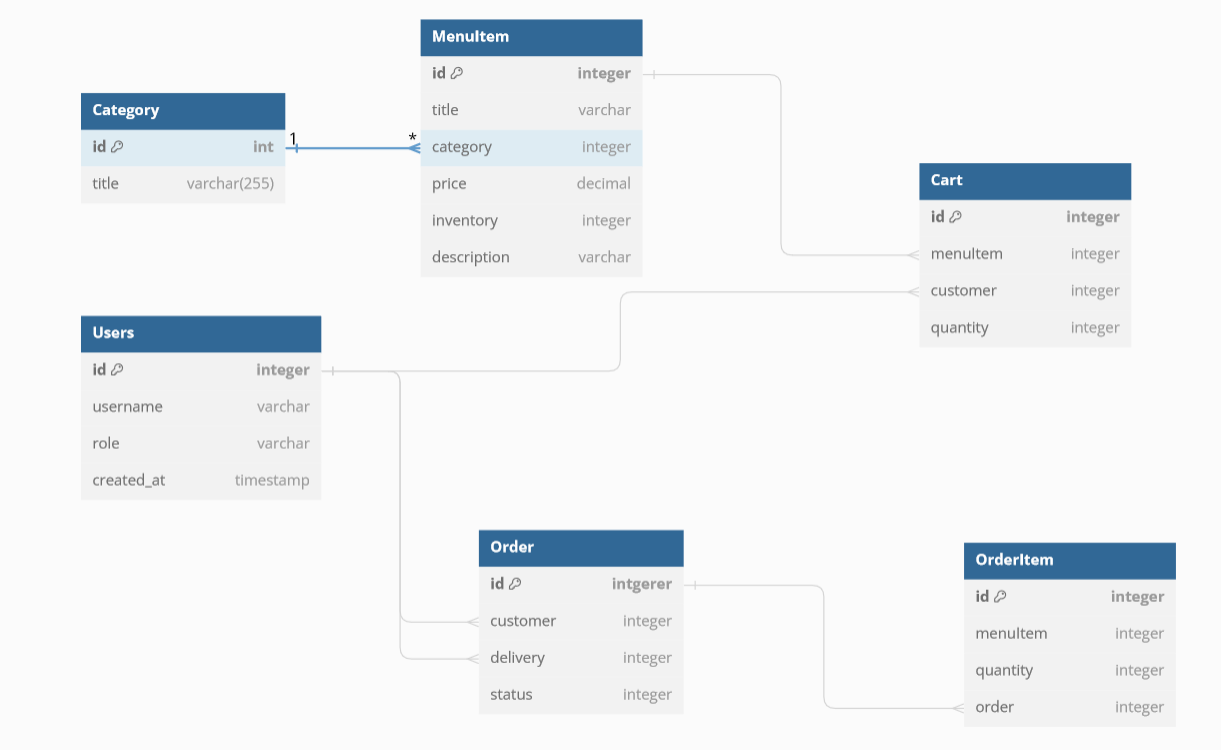 MenuItem
id integer
title varchar
category integer
price decimal
inventory integer
description varchar
Category
id int
title varchar(255)
1
*
Cart
id integer
menuItem integer
customer integer
quantity integer
Users
id integer
username varchar
role varchar
created_at timestamp
Order
id intgerer
customer integer
delivery integer
status integer
OrderItem
id integer
menuItem integer
quantity integer
order integer